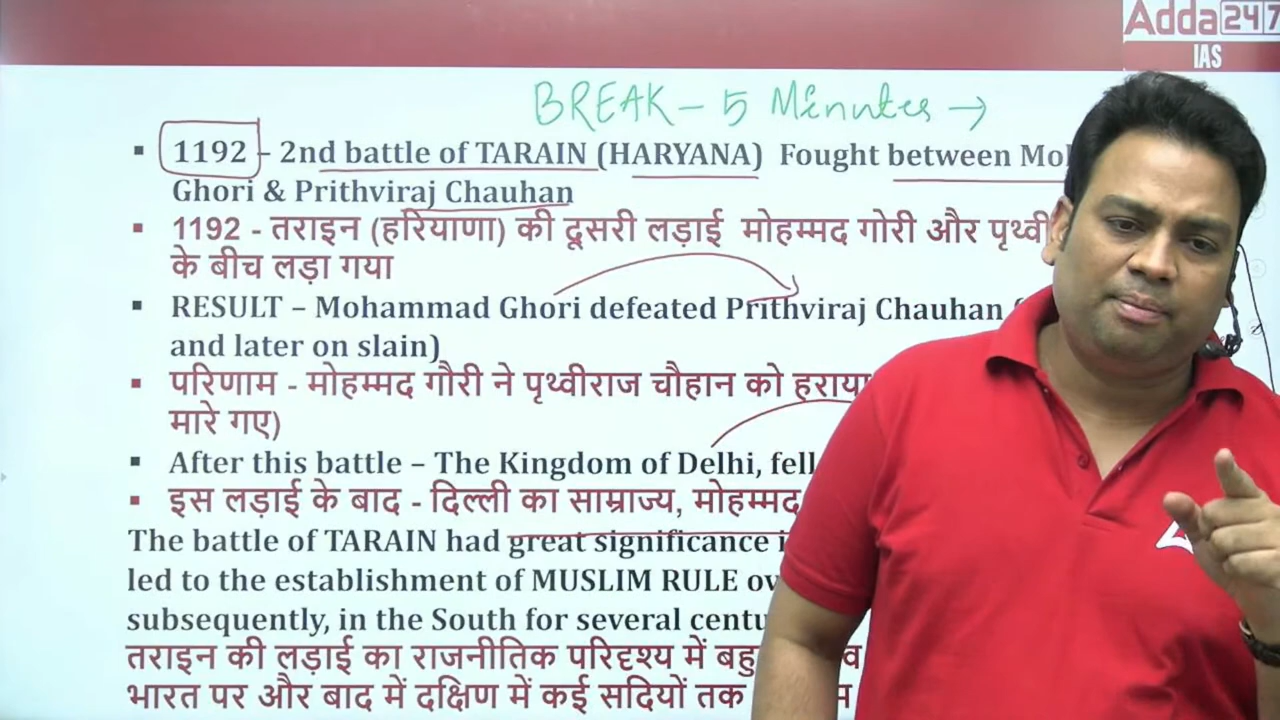 Adda247
IAS
BREAK – 5 Minutes →
▪ 1192 – 2nd battle of TARAIN (HARYANA) Fought between
Ghori & Prithviraj Chauhan
▪ 1192 - तराइन (हरियाणा) की दूसरी लड़ाई मोहम्मद गोरी और
के बीच लड़ा गया
▪ RESULT – Mohammad Ghori defeated Prithviraj Chauhan
and later on slain)
▪ परिणाम - मोहम्मद गौरी ने पृथ्वीराज चौहान को हराया
मारे गए)
▪ After this battle – The Kingdom of Delhi, fell
▪ इस लड़ाई के बाद - दिल्ली का साम्राज्य, मोहम्मद
The battle of TARAIN had great significance
led to the establishment of MUSLIM RULE
subsequently, in the South for several
तराइन की लड़ाई का राजनीतिक परिदृश्य में
भारत पर और बाद में दक्षिण में कई सदियों तक